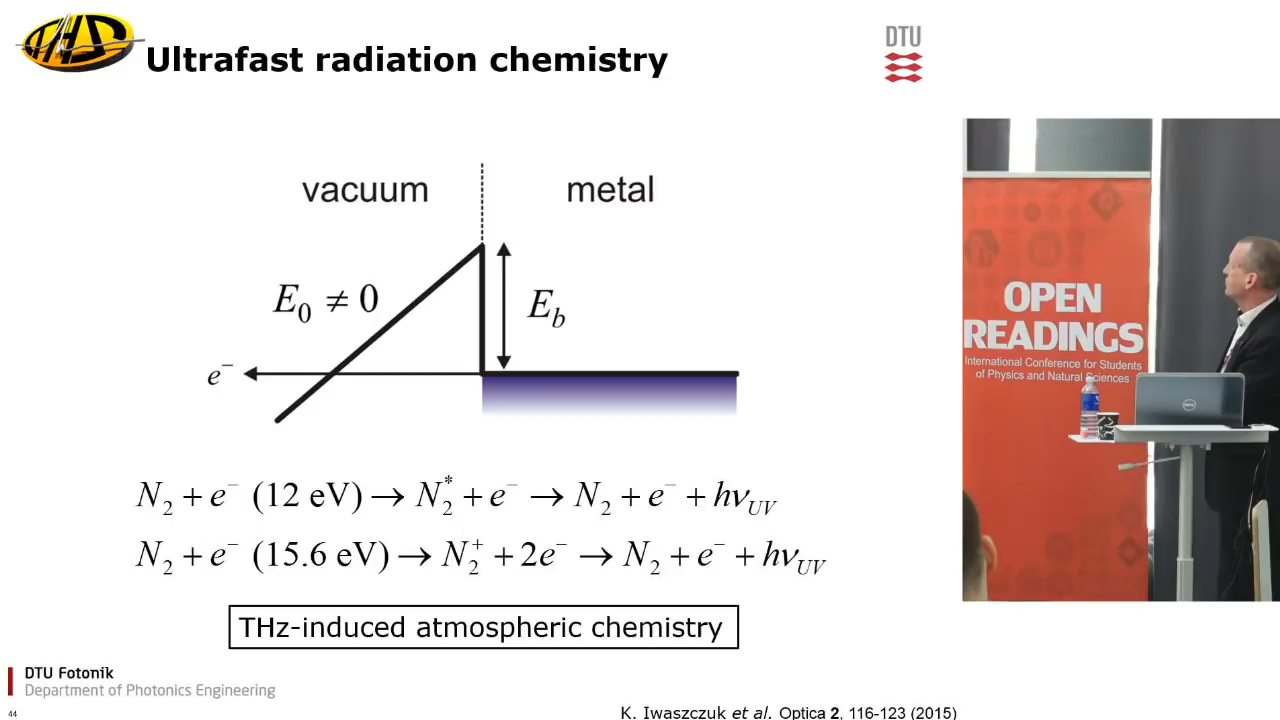 THz
DTU
Ultrafast radiation chemistry
vacuum
metal
E₀ ≠ 0
E_b
e⁻
N₂ + e⁻ (12 eV) → N₂* + e⁻ → N₂ + e⁻ + hν_UV
N₂ + e⁻ (15.6 eV) → N₂⁺ + 2e⁻ → N₂ + e⁻ + hν_UV
THz-induced atmospheric chemistry
OPEN
READINGS
International Conference for Students
of Physics and Natural Sciences
DELL
DTU Fotonik
Department of Photonics Engineering
44
K. Iwaszczuk et al. Optica 2, 116-123 (2015)